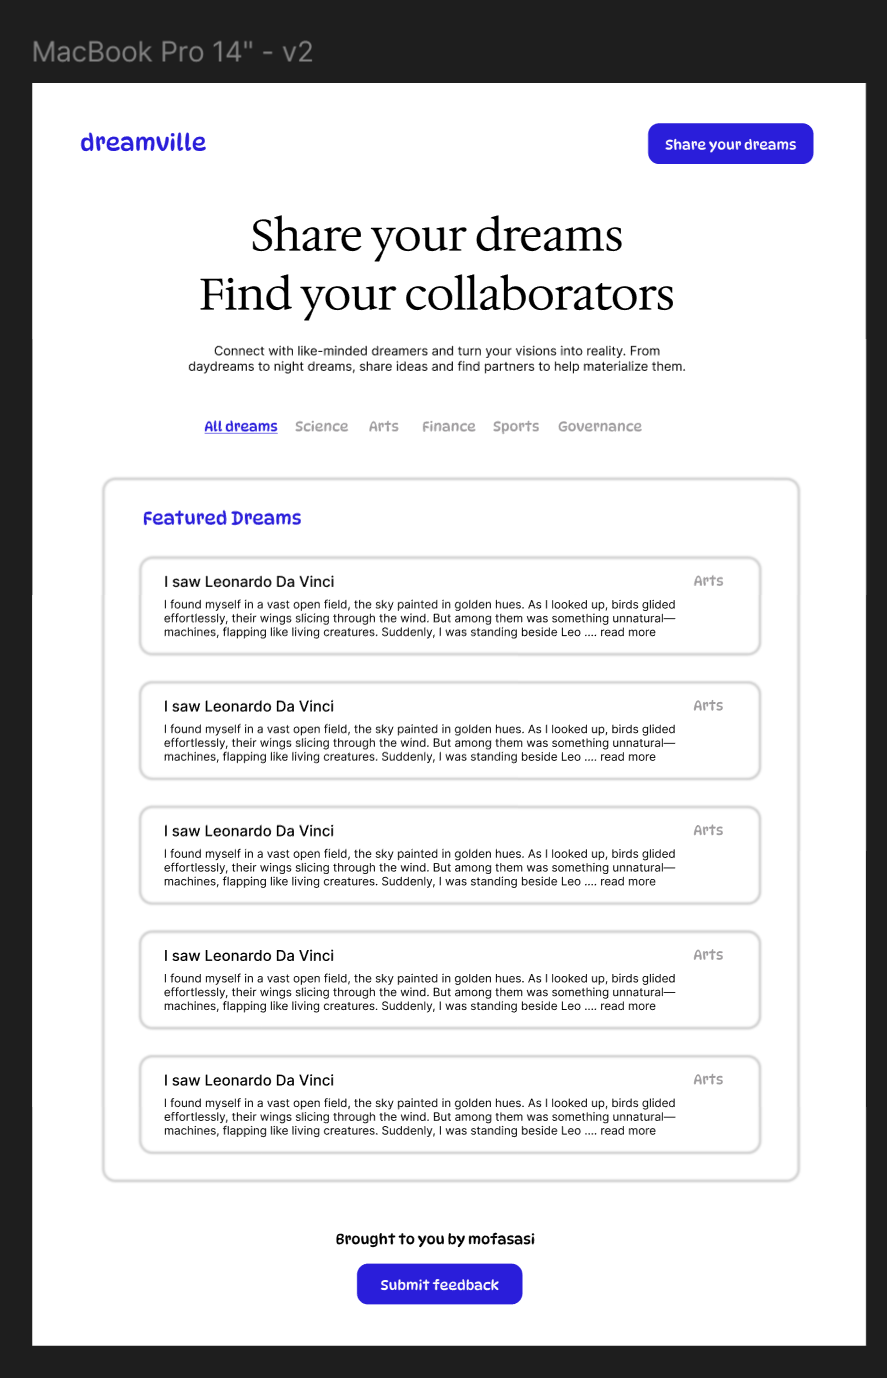 MacBook Pro 14" - v2
dreamville
Share your dreams
Share your dreams
Find your collaborators
Connect with like-minded dreamers and turn your visions into reality. From
daydreams to night dreams, share ideas and find partners to help materialize them.
All dreams Science Arts Finance Sports Governance
Featured Dreams
I saw Leonardo Da Vinci
Arts
I found myself in a vast open field, the sky painted in golden hues. As I looked up, birds glided
effortlessly, their wings slicing through the wind. But among them was something unnatural—
machines, flapping like living creatures. Suddenly, I was standing beside Leo .... read more
I saw Leonardo Da Vinci
Arts
I found myself in a vast open field, the sky painted in golden hues. As I looked up, birds glided
effortlessly, their wings slicing through the wind. But among them was something unnatural—
machines, flapping like living creatures. Suddenly, I was standing beside Leo .... read more
I saw Leonardo Da Vinci
Arts
I found myself in a vast open field, the sky painted in golden hues. As I looked up, birds glided
effortlessly, their wings slicing through the wind. But among them was something unnatural—
machines, flapping like living creatures. Suddenly, I was standing beside Leo .... read more
I saw Leonardo Da Vinci
Arts
I found myself in a vast open field, the sky painted in golden hues. As I looked up, birds glided
effortlessly, their wings slicing through the wind. But among them was something unnatural—
machines, flapping like living creatures. Suddenly, I was standing beside Leo .... read more
I saw Leonardo Da Vinci
Arts
I found myself in a vast open field, the sky painted in golden hues. As I looked up, birds glided
effortlessly, their wings slicing through the wind. But among them was something unnatural—
machines, flapping like living creatures. Suddenly, I was standing beside Leo .... read more
Brought to you by mofasasi
Submit feedback